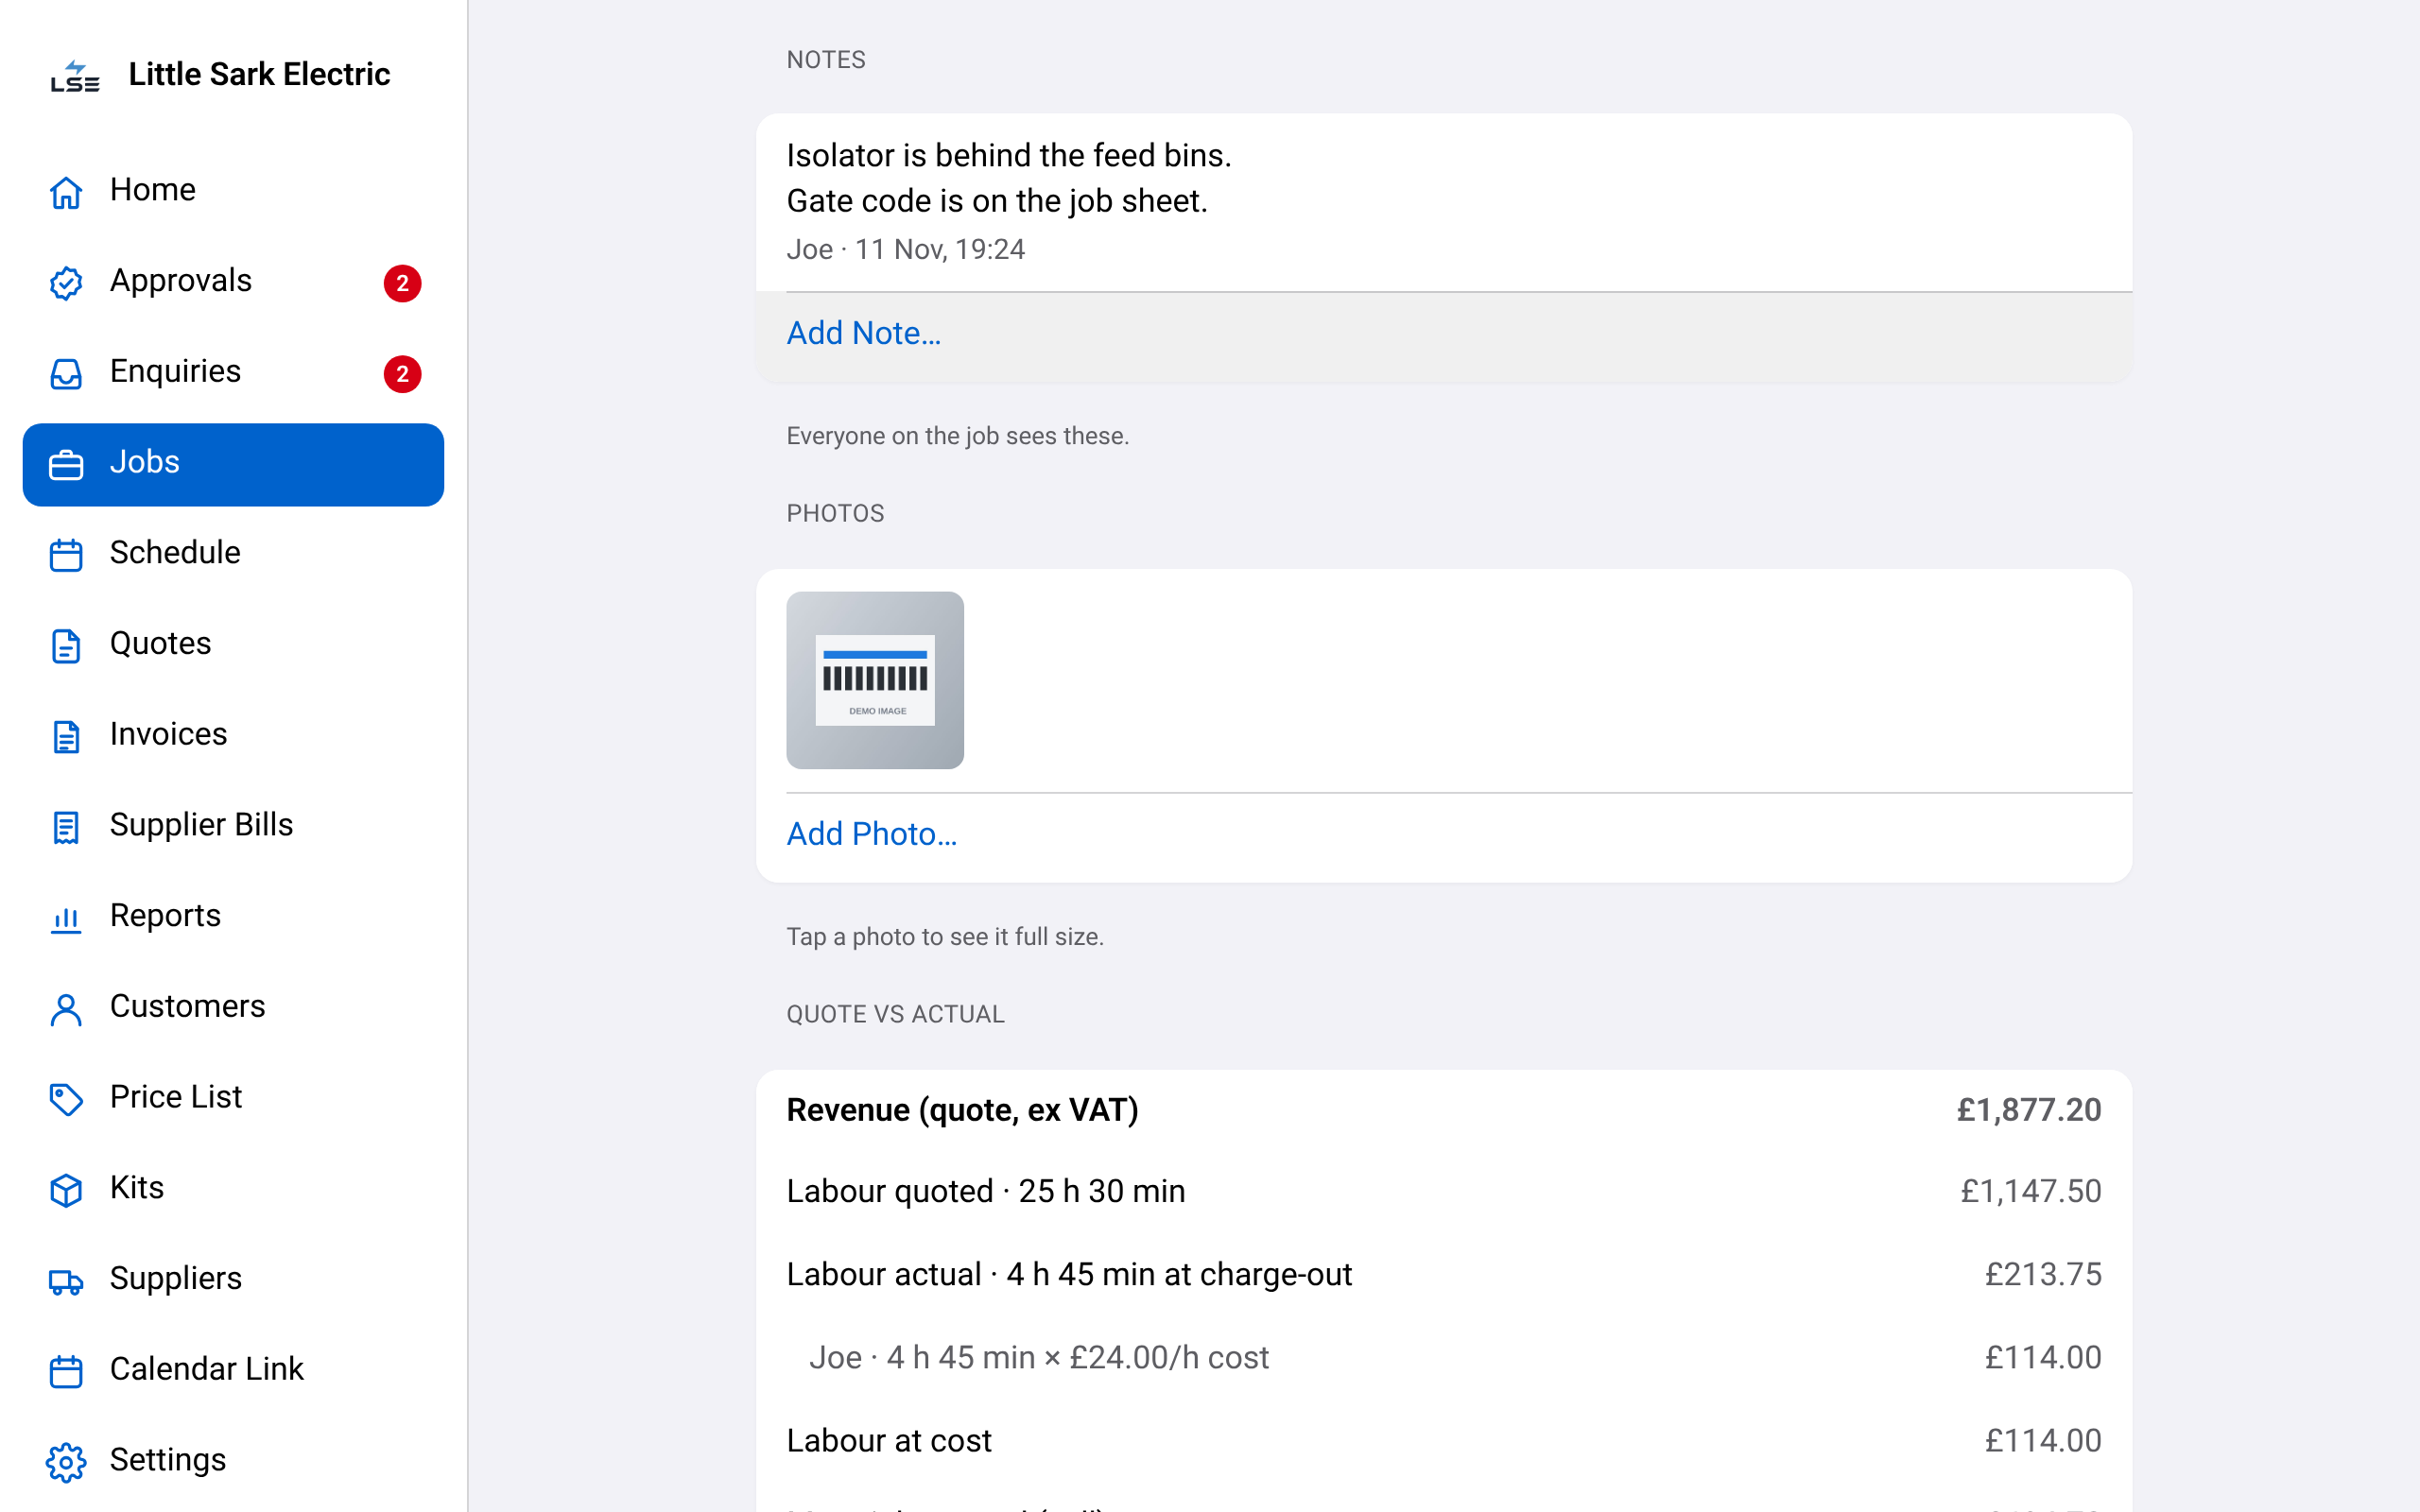 LSE
Little Sark Electric
Home
Approvals
2
Enquiries
2
Jobs
Schedule
Quotes
Invoices
Supplier Bills
Reports
Customers
Price List
Kits
Suppliers
Calendar Link
Settings
NOTES
Isolator is behind the feed bins.
Gate code is on the job sheet.
Joe · 11 Nov, 19:24
Add Note...
Everyone on the job sees these.
PHOTOS
DEMO IMAGE
Add Photo...
Tap a photo to see it full size.
QUOTE VS ACTUAL
Revenue (quote, ex VAT) £1,877.20
Labour quoted · 25 h 30 min £1,147.50
Labour actual · 4 h 45 min at charge-out £213.75
Joe · 4 h 45 min × £24.00/h cost £114.00
Labour at cost £114.00